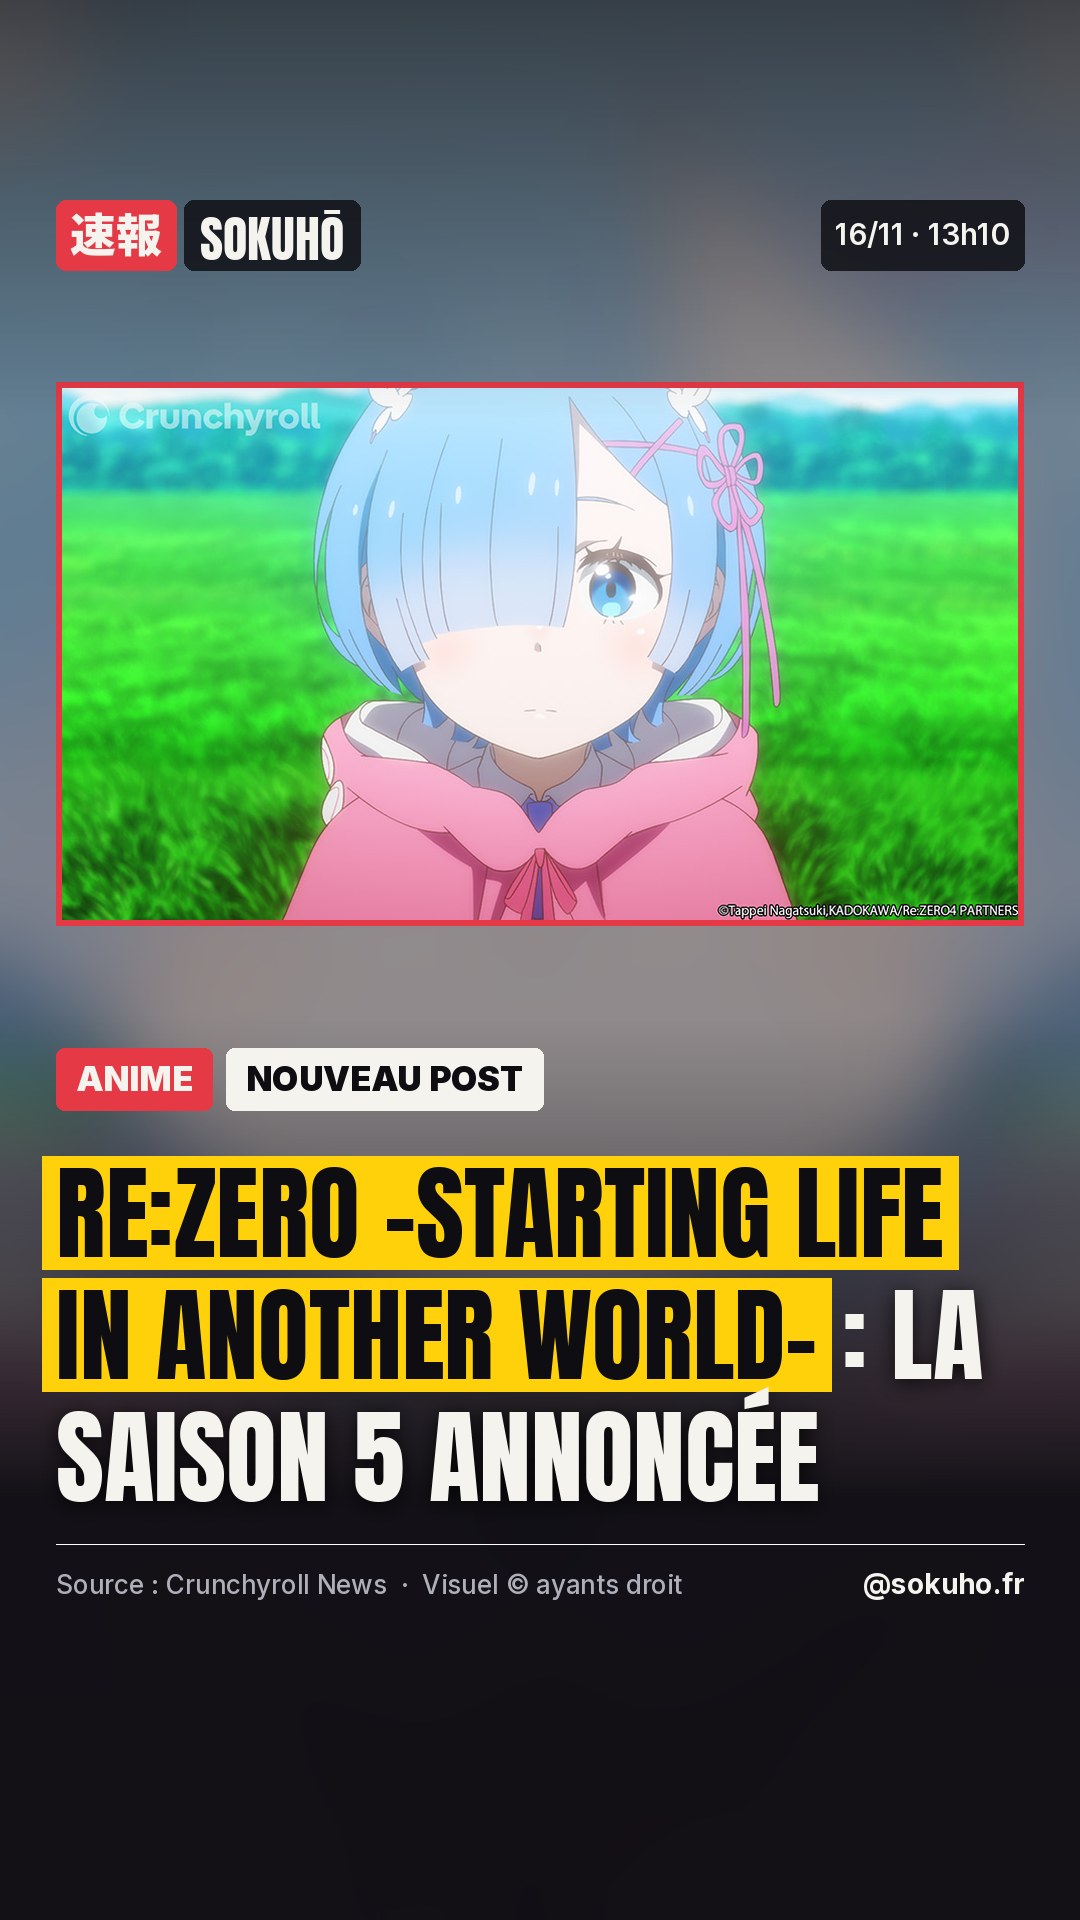 速報 SOKUHŌ
16/11 · 13h10
Crunchyroll
©Tappei Nagatsuki,KADOKAWA/Re:ZERO4 PARTNERS
ANIME
NOUVEAU POST
RE:ZERO -STARTING LIFE
IN ANOTHER WORLD- : LA
SAISON 5 ANNONCÉE
Source : Crunchyroll News · Visuel © ayants droit
@sokuho.fr